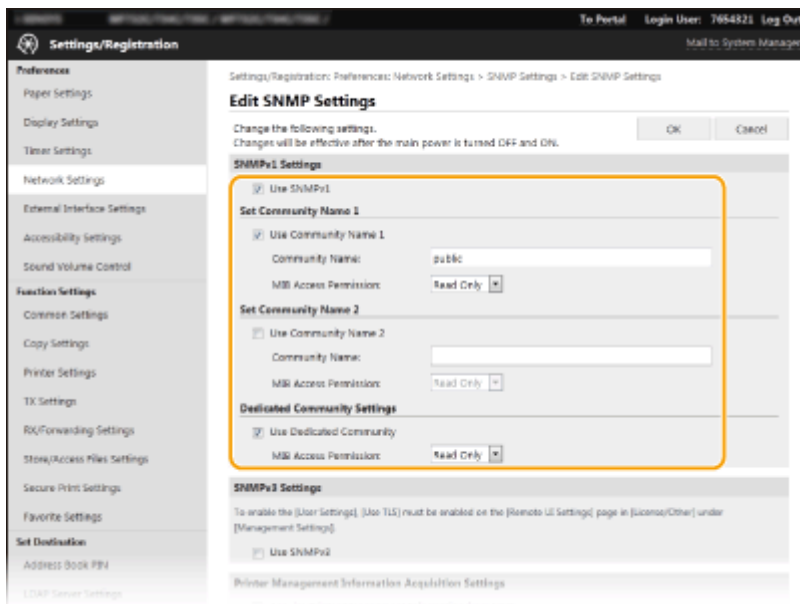 To Portal Login User: 7654321 Log Out
Settings/Registration
Mail to System Manager
Preferences
Paper Settings
Display Settings
Timer Settings
Network Settings
External Interface Settings
Accessibility Settings
Sound Volume Control
Function Settings
Common Settings
Copy Settings
Printer Settings
TX Settings
RX/Forwarding Settings
Store/Access Files Settings
Secure Print Settings
Favorite Settings
Set Destination
Address Book PIN
LDAP Server Settings
Settings/Registration: Preferences: Network Settings > SNMP Settings > Edit SNMP Settings
Edit SNMP Settings
Change the following settings.
Changes will be effective after the main power is turned OFF and ON.
OK Cancel
SNMPv1 Settings
Use SNMPv1
Set Community Name 1
Use Community Name 1
Community Name: public
MIB Access Permission: Read Only
Set Community Name 2
Use Community Name 2
Community Name:
MIB Access Permission: Read Only
Dedicated Community Settings
Use Dedicated Community
MIB Access Permission: Read Only
SNMPv3 Settings
To enable the [User Settings], [Use TLS] must be enabled on the [Remote UI Settings] page in [License/Other] under
[Management Settings].
Use SNMPv3
Printer Management Information Acquisition Settings